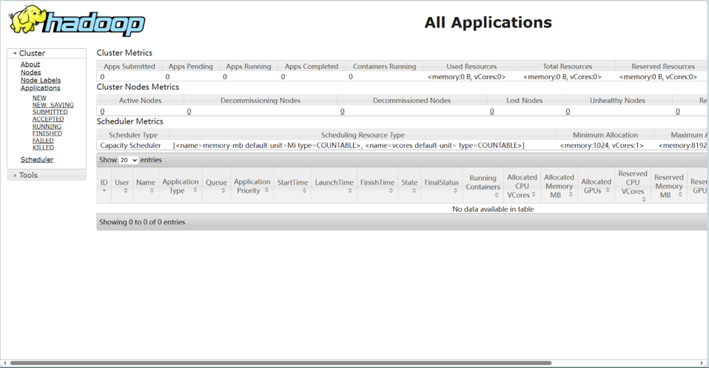 hadoop
All Applications
Cluster
About
Nodes
Node Labels
Applications
NEW
NEW_SAVING
SUBMITTED
ACCEPTED
RUNNING
FINISHED
FAILED
KILLED
Scheduler
Tools
Cluster Metrics
Apps Submitted Apps Pending Apps Running Apps Completed Containers Running Used Resources Total Resources Reserved Resources
0 0 0 0 0 <memory:0 B, vCores:0> <memory:0 B, vCores:0> <memory:0 B, vCores:0>
Cluster Nodes Metrics
Active Nodes Decommissioning Nodes Decommissioned Nodes Lost Nodes Unhealthy Nodes Re
0 0 0 0 0 0
Scheduler Metrics
Scheduler Type Scheduling Resource Type Minimum Allocation Maximum A
Capacity Scheduler [<name=memory-mb default-unit=Mi type=COUNTABLE>, <name=vcores default-unit= type=COUNTABLE>] <memory:1024, vCores:1> <memory:8192
Show 20 entries
ID User Name Application Type Queue Application Priority StartTime LaunchTime FinishTime State FinalStatus Running Containers Allocated CPU VCores Allocated Memory MB Allocated GPUs Reserved CPU VCores Reserved Memory MB Reser GPU
No data available in table
Showing 0 to 0 of 0 entries